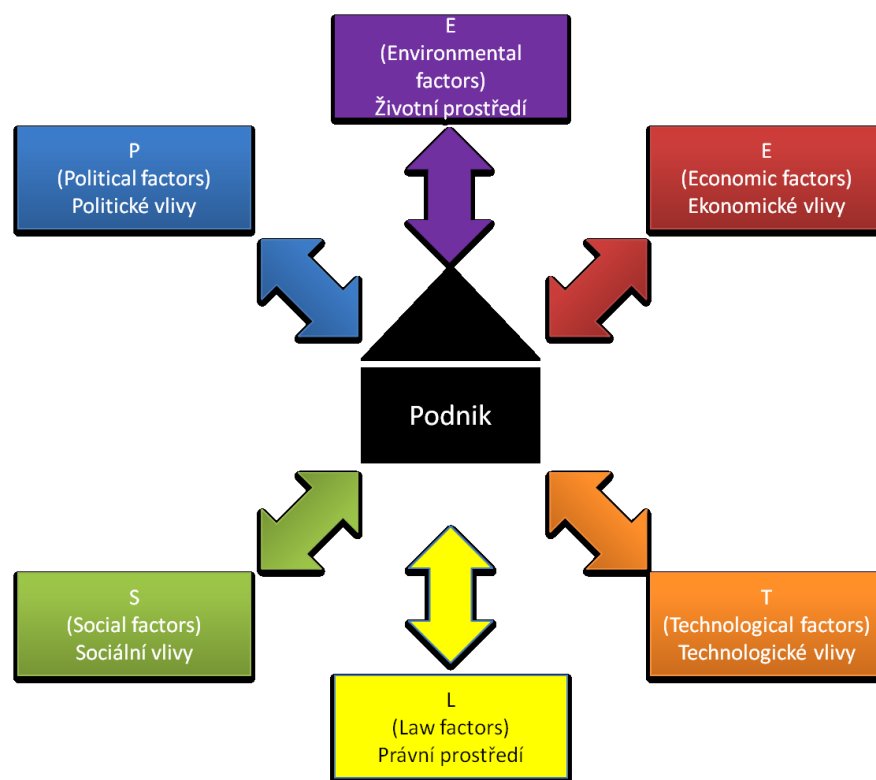 E
(Environmental
factors)
Životní prostředí
P
(Political factors)
Politické vlivy
E
(Economic factors)
Ekonomické vlivy
Podnik
S
(Social factors)
Sociální vlivy
T
(Technological factors)
Technologické vlivy
L
(Law factors)
Právní prostředí